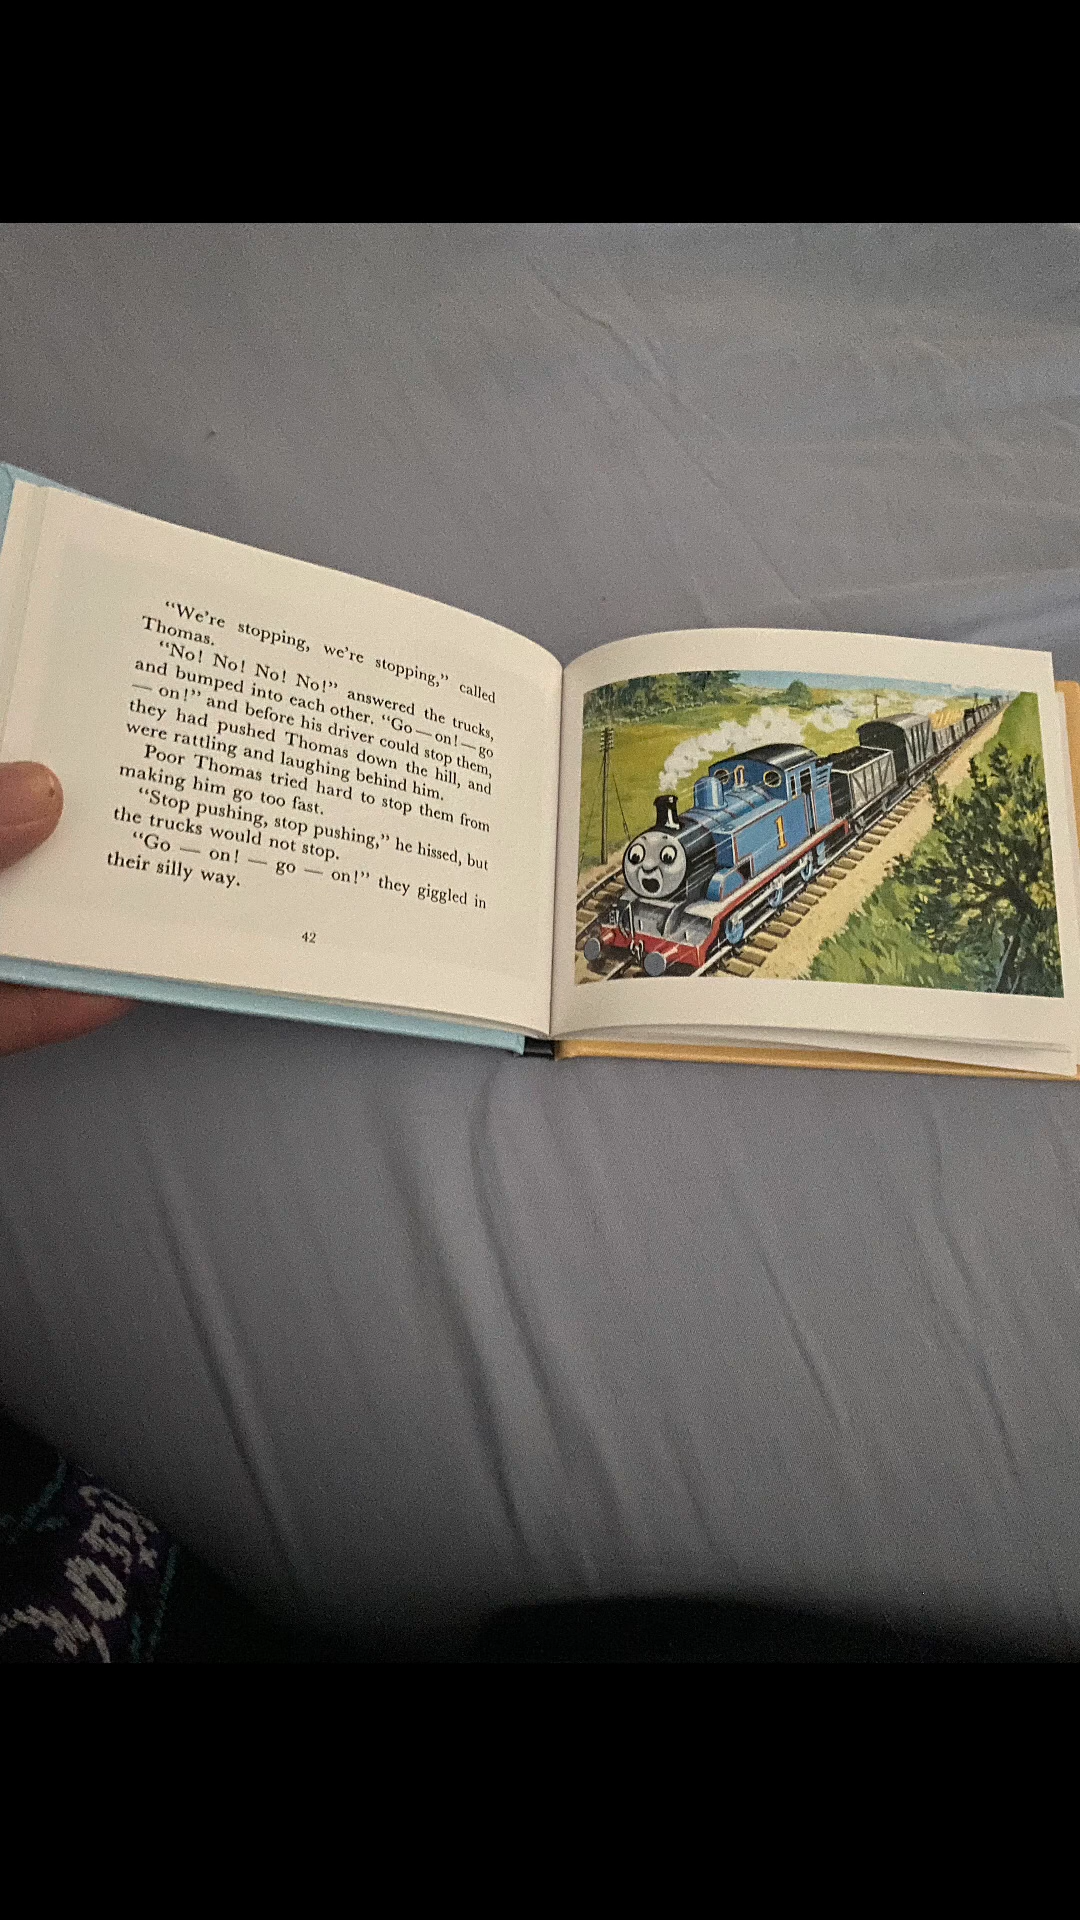 “We’re stopping, we’re stopping,” called
Thomas.
“No! No! No! No!” answered the trucks,
and bumped into each other. “Go — on! — go
— on!” and before his driver could stop them,
they had pushed Thomas down the hill, and
were rattling and laughing behind him.
Poor Thomas tried hard to stop them from
making him go too fast.
“Stop pushing, stop pushing,” he hissed, but
the trucks would not stop.
“Go — on! — go — on!” they giggled in
their silly way.
42
1